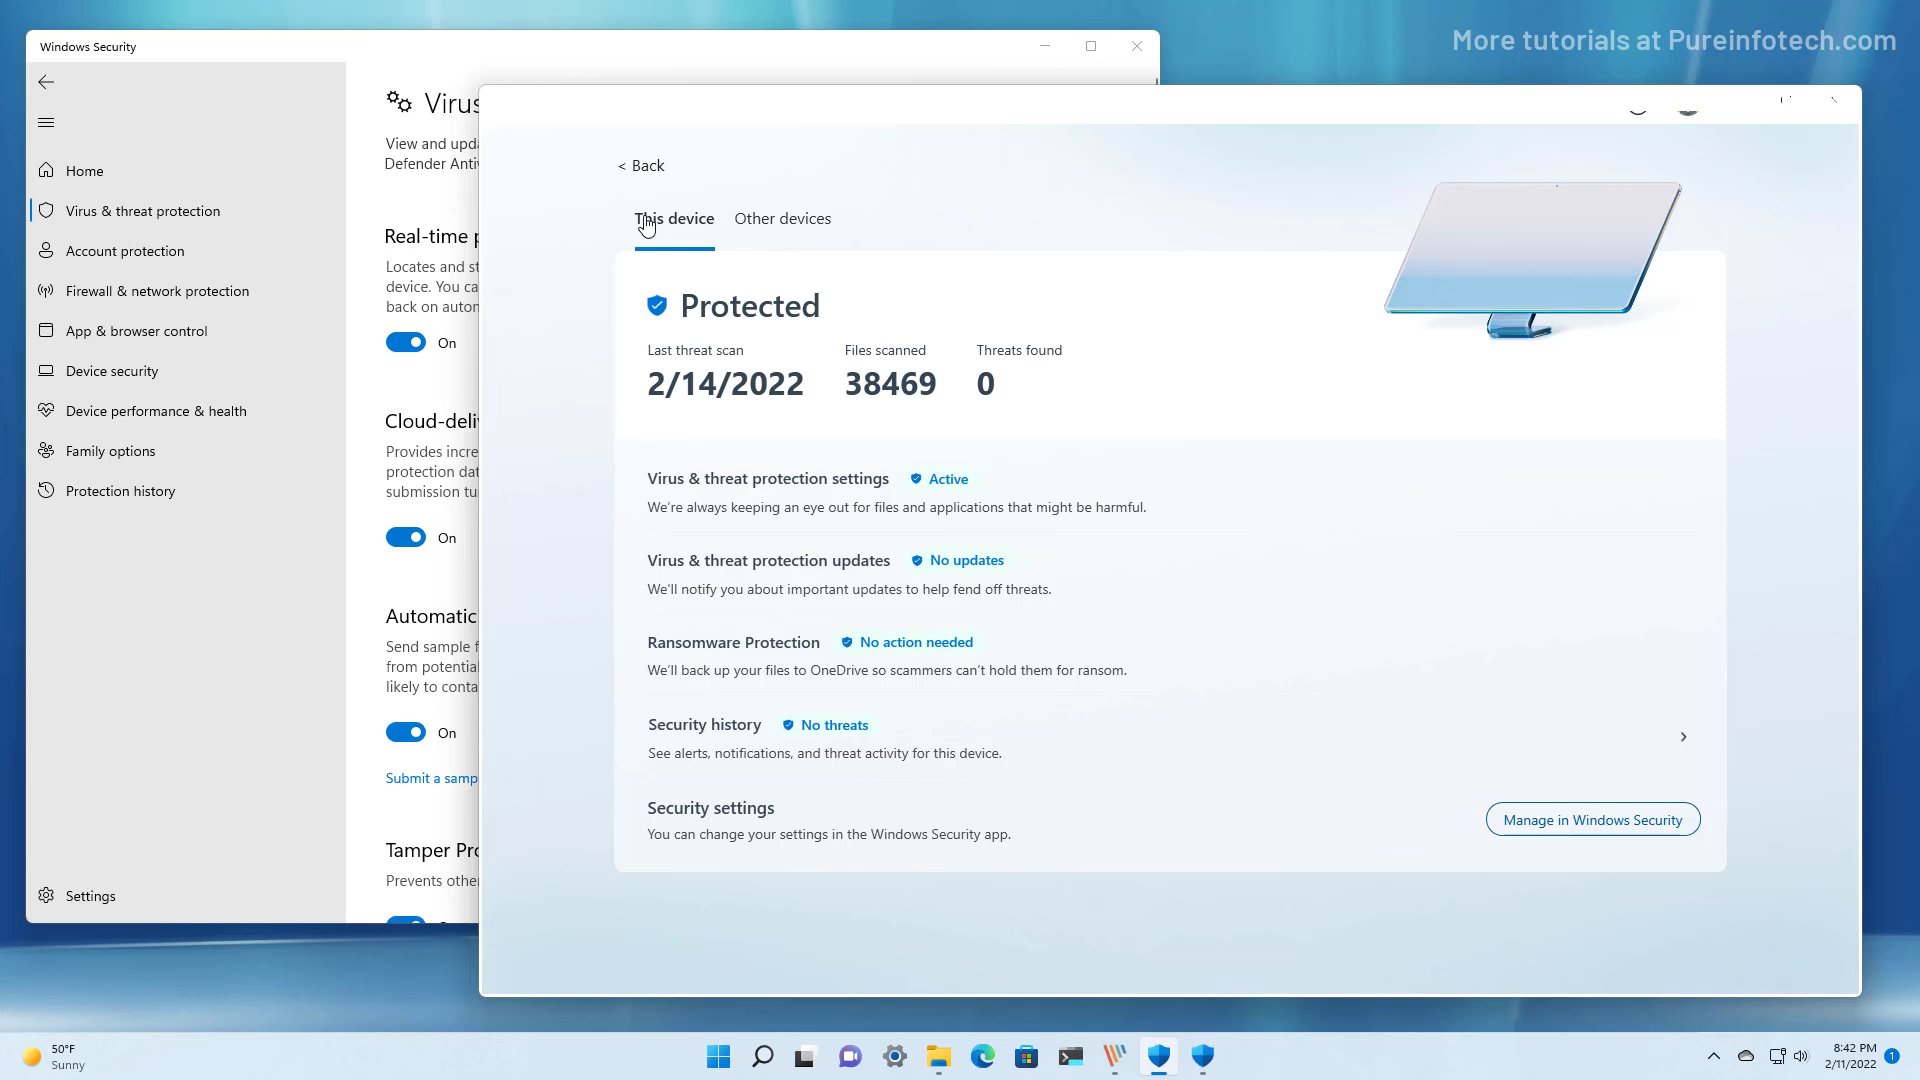 More tutorials at Pureinfotech.com
Windows Security
Home
Virus & threat protection
Account protection
Firewall & network protection
App & browser control
Device security
Device performance & health
Family options
Protection history
Settings
Virus
View and upda
Defender Antiv
Real-time p
Locates and st
device. You ca
back on auton
On
Cloud-deli
Provides incre
protection dat
submission tu
On
Automatic
Send sample f
from potential
likely to conta
On
Submit a samp
Tamper Pro
Prevents othe
< Back
This device
Other devices
Protected
Last threat scan
2/14/2022
Files scanned
38469
Threats found
0
Virus & threat protection settings
Active
We're always keeping an eye out for files and applications that might be harmful.
Virus & threat protection updates
No updates
We'll notify you about important updates to help fend off threats.
Ransomware Protection
No action needed
We'll back up your files to OneDrive so scammers can't hold them for ransom.
Security history
No threats
See alerts, notifications, and threat activity for this device.
Security settings
You can change your settings in the Windows Security app.
Manage in Windows Security
50°F
Sunny
8:42 PM
2/11/2022
1